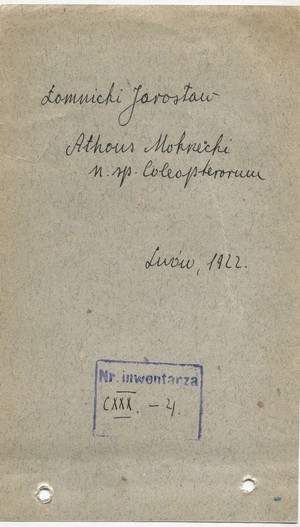 Łomnicki Jarosław
Athous Mokrzecki
n. sp. Coleopterorum
Lwów, 1922.
Nr. inwentarza
CXXX. – 4.